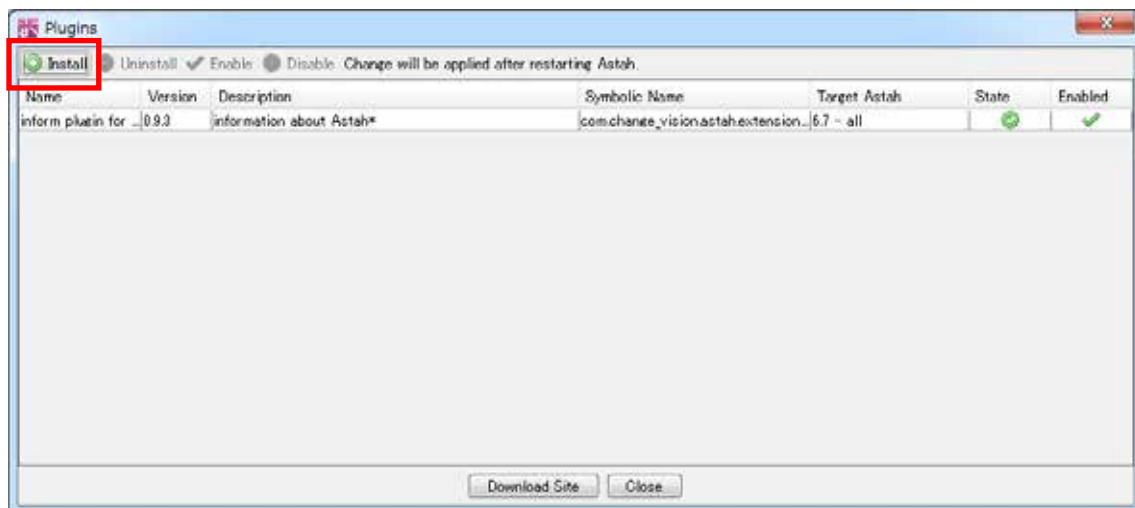 Plugins
Install Uninstall Enable Disable Change will be applied after restarting Astah.
Name Version Description Symbolic Name Target Astah State Enabled
inform plugin for ... 0.9.3 information about Astah* com.change_vision.astah.extension... 6.7 - all
Download Site Close